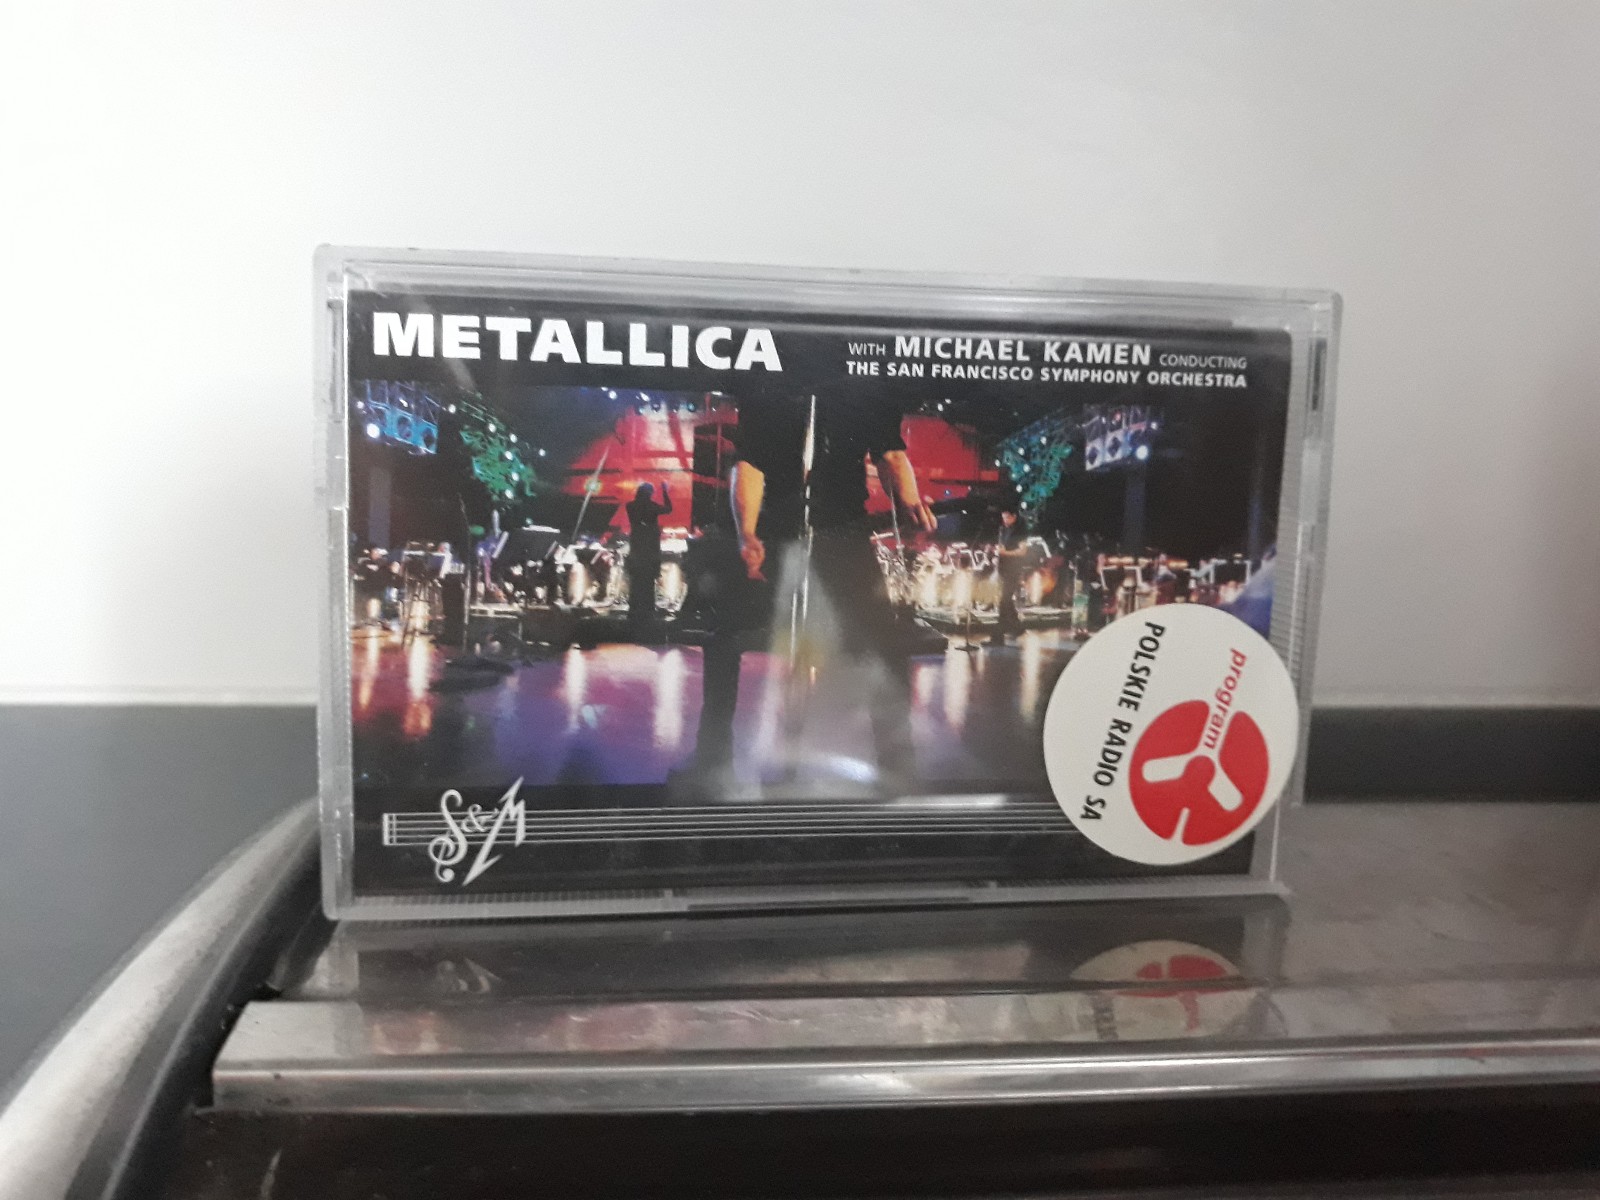 METALLICA
WITH MICHAEL KAMEN CONDUCTING
THE SAN FRANCISCO SYMPHONY ORCHESTRA
S&M
program
POLSKIE RADIO SA